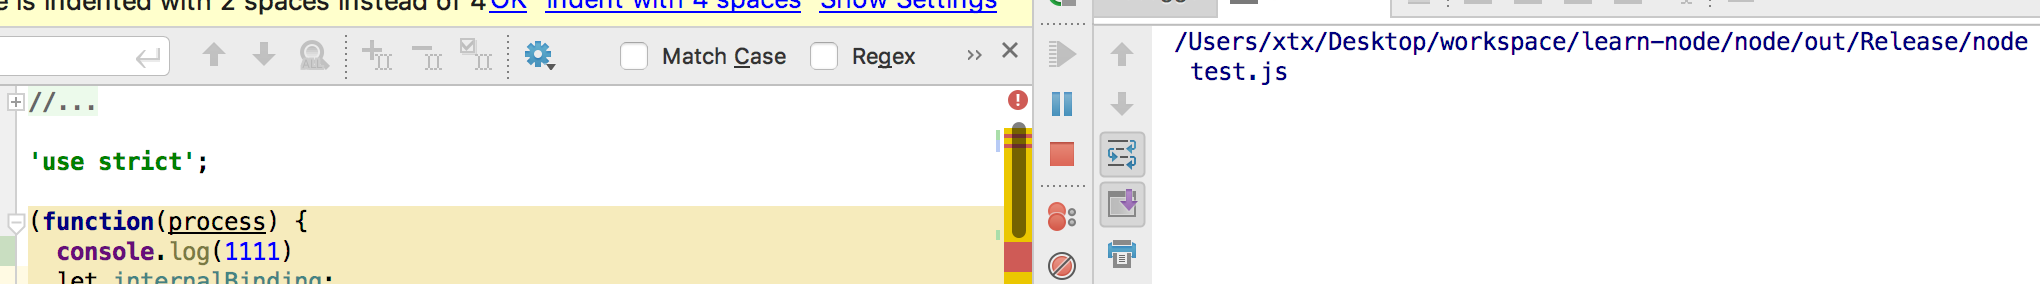 e is indented with 2 spaces instead of 4 OK Indent with 4 spaces Show Settings
ALL Match Case Regex »
//...
'use strict';
(function(process) {
console.log(1111)
let internalBinding;
/Users/xtx/Desktop/workspace/learn-node/node/out/Release/node
test.js